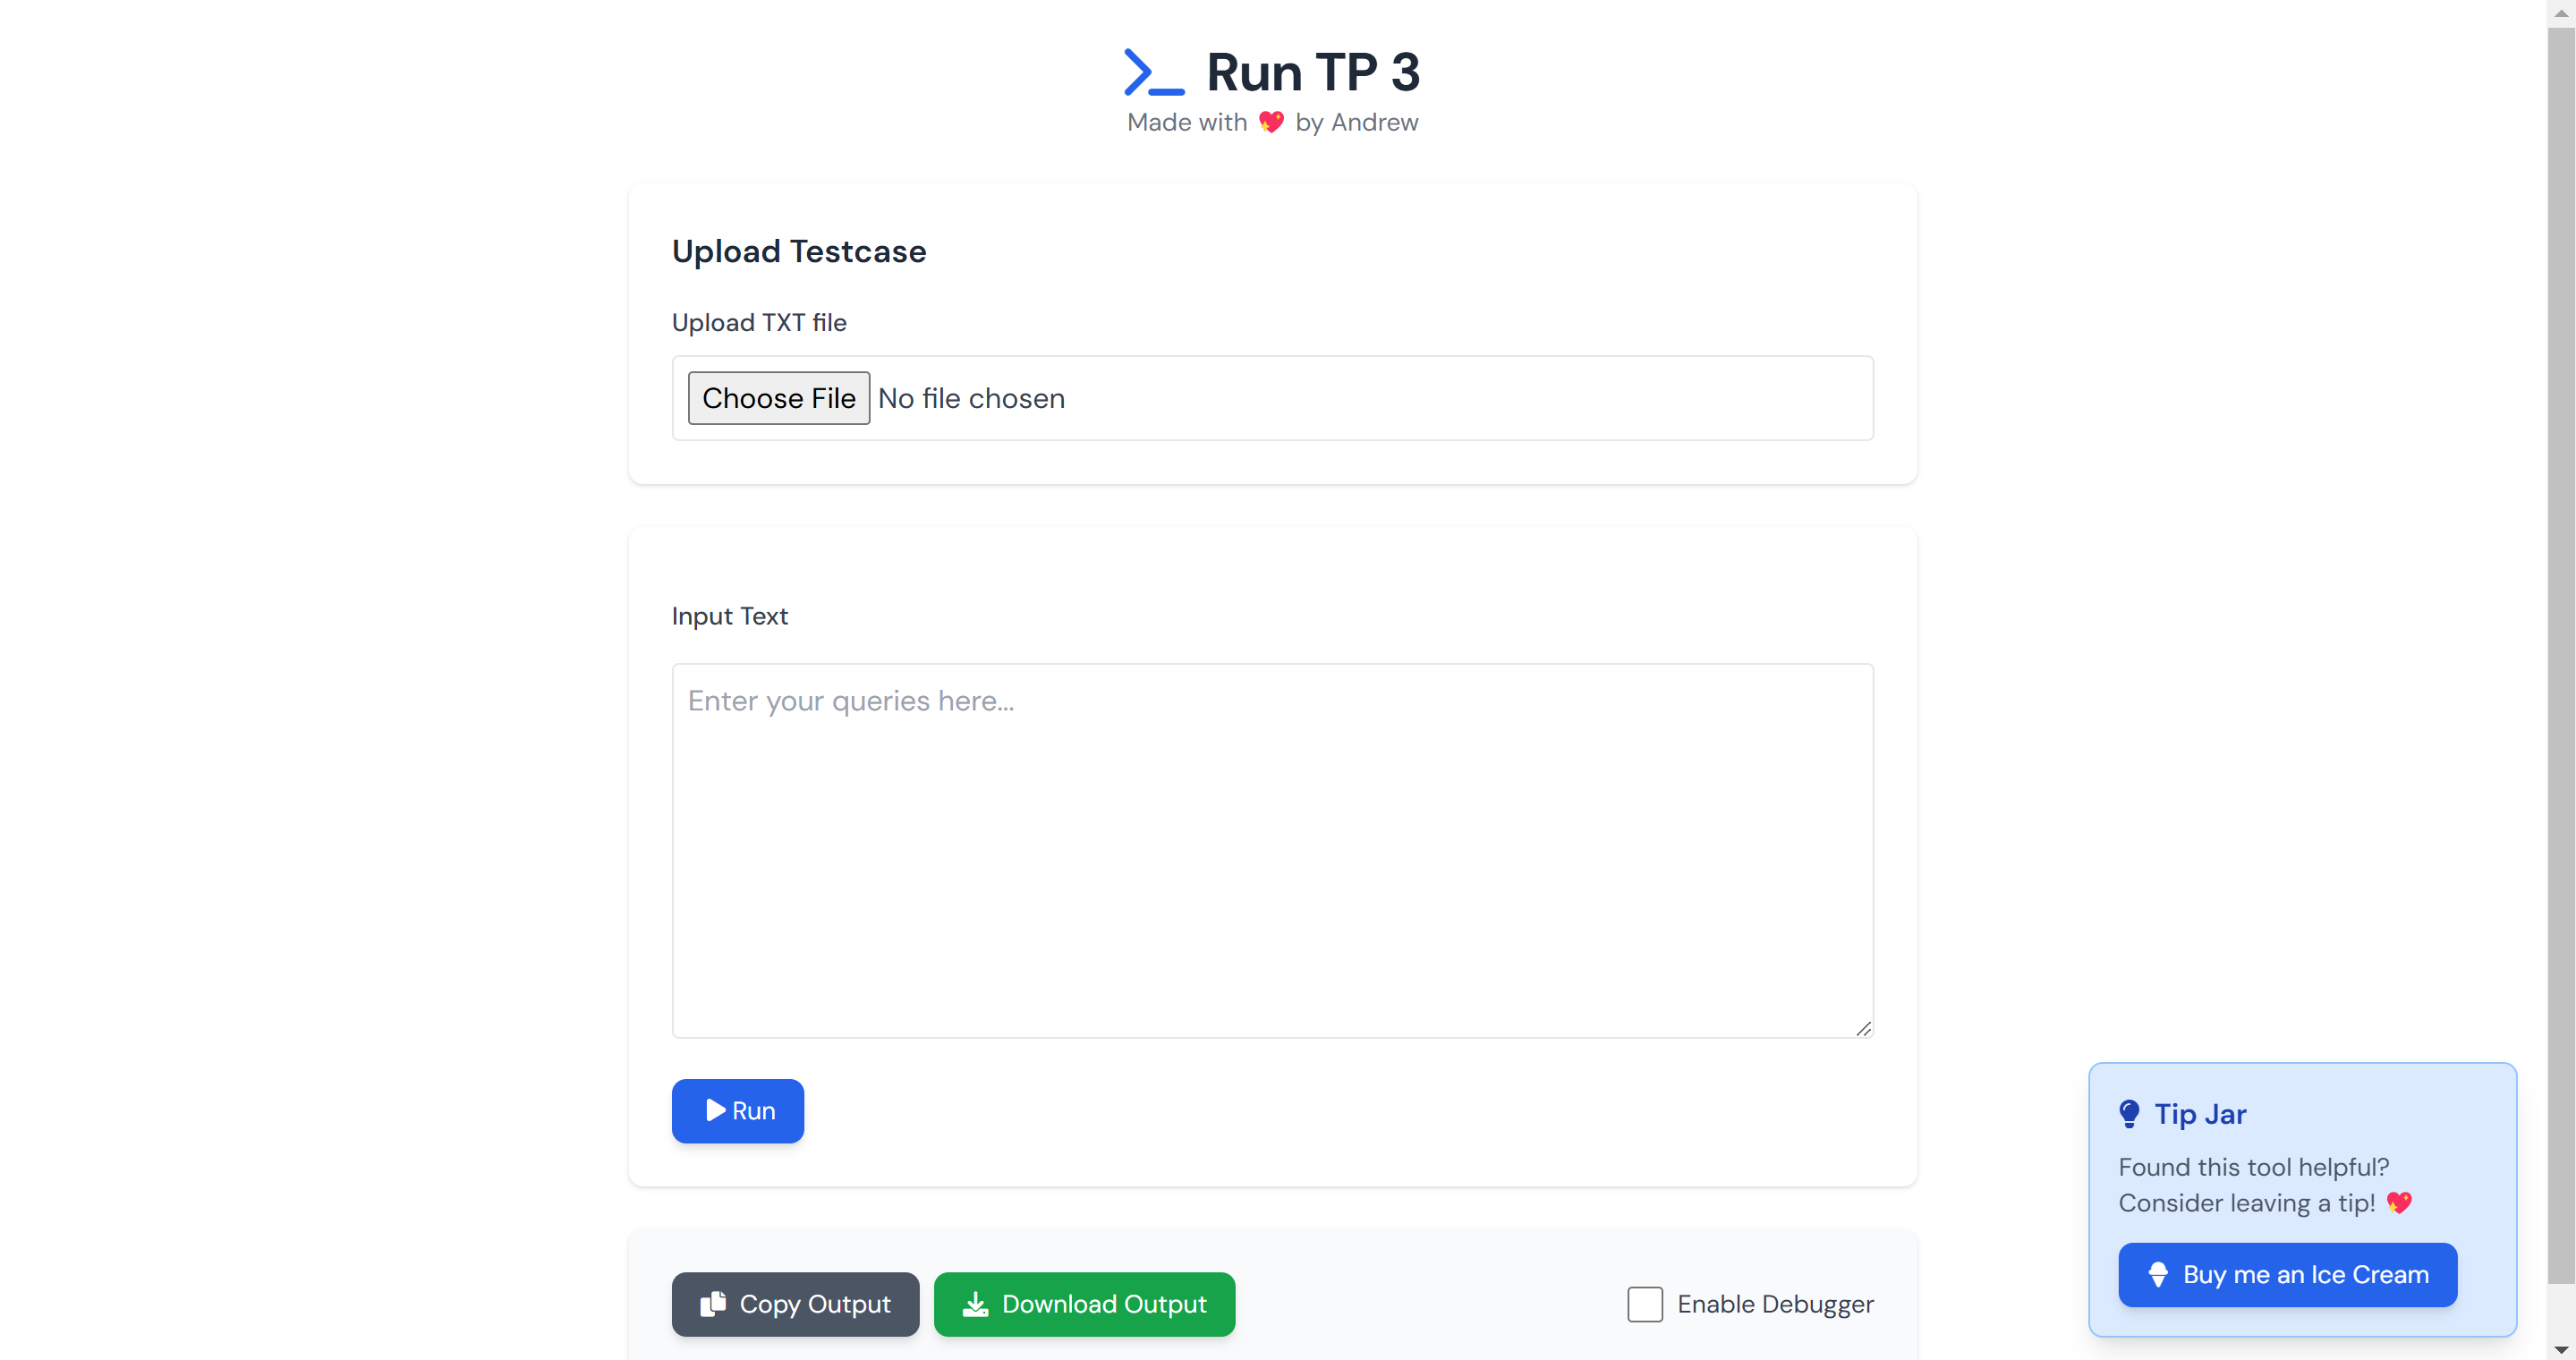 Run TP 3
Made with 💖 by Andrew
Upload Testcase
Upload TXT file
Choose File No file chosen
Input Text
Enter your queries here...
Run
Tip Jar
Found this tool helpful?
Consider leaving a tip! 💖
Buy me an Ice Cream
Copy Output
Download Output
Enable Debugger